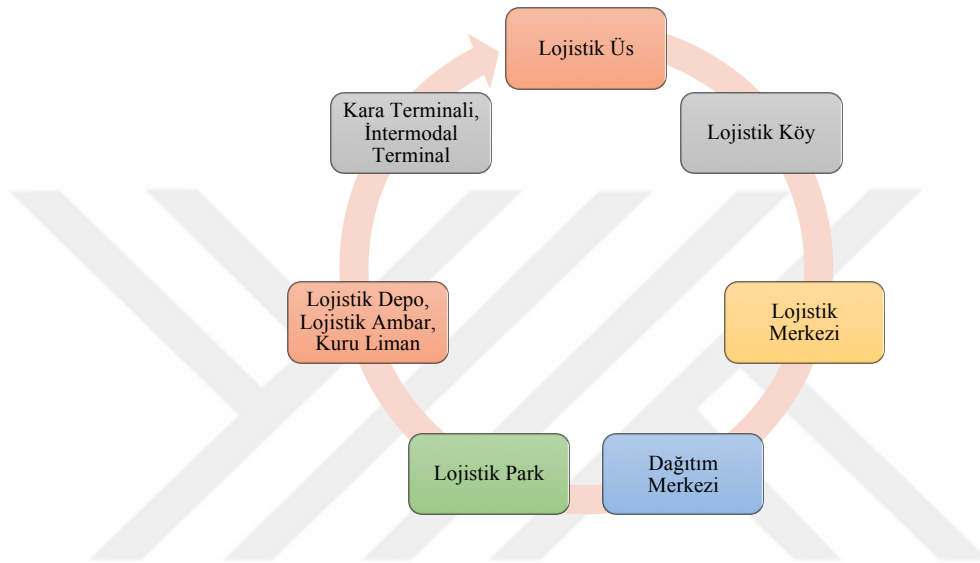 Lojistik Üs
Lojistik Köy
Lojistik
Merkezi
Dağıtım
Merkezi
Lojistik Park
Lojistik Depo,
Lojistik Ambar,
Kuru Liman
Kara Terminali,
İntermodal
Terminal